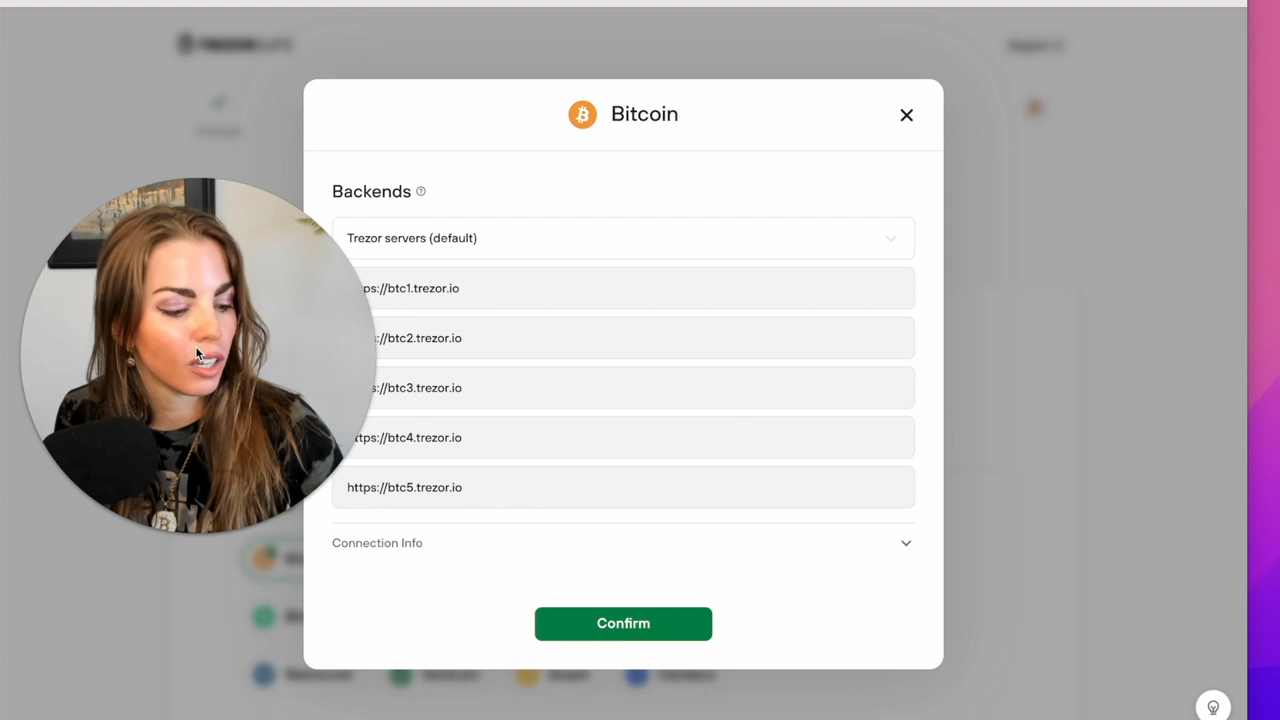 Bitcoin
Backends
Trezor servers (default)
ps://btc1.trezor.io
s://btc2.trezor.io
s://btc3.trezor.io
ttps://btc4.trezor.io
https://btc5.trezor.io
Connection Info
Confirm